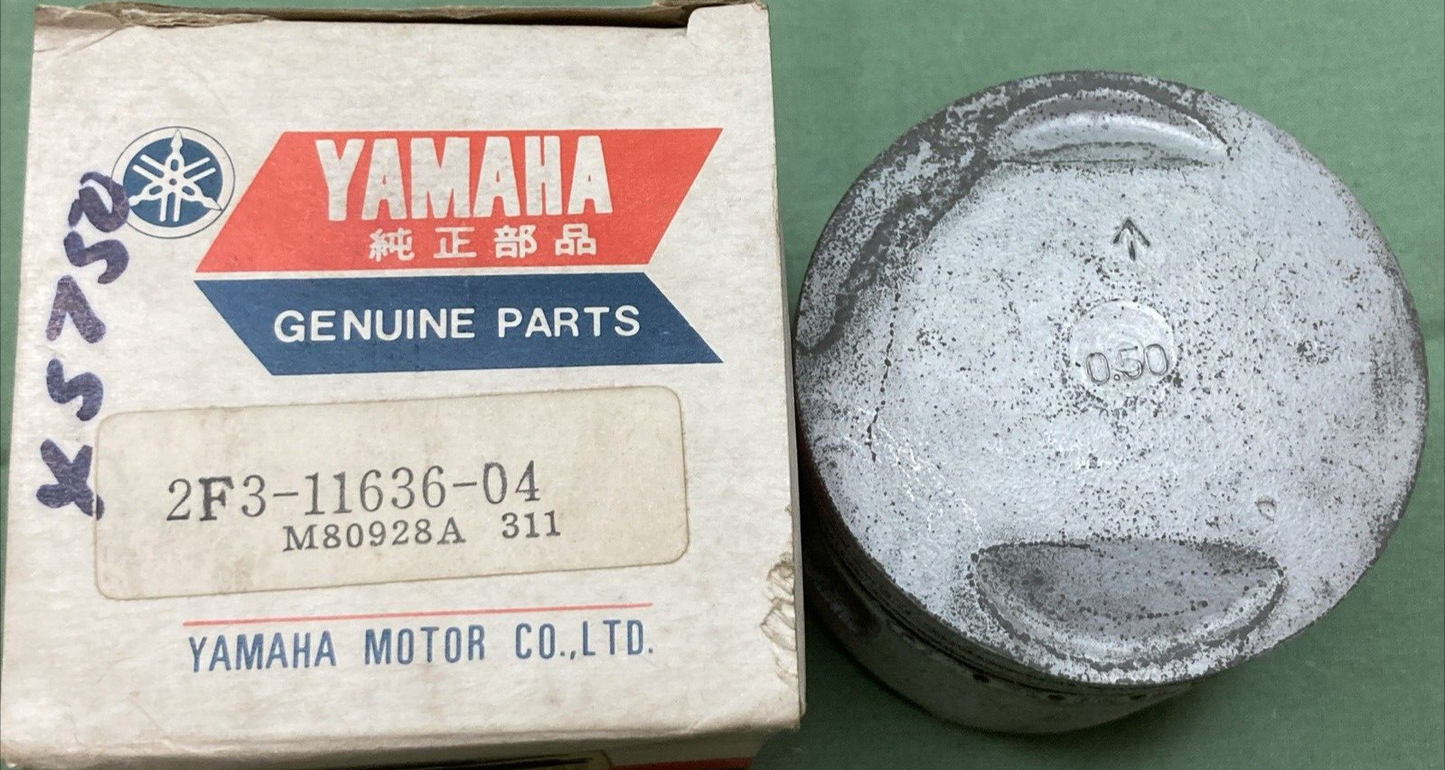 YAMAHA
純正部品
GENUINE PARTS
XS750
2F3-11636-04
M80928A 311
YAMAHA MOTOR CO.,LTD.
0.50